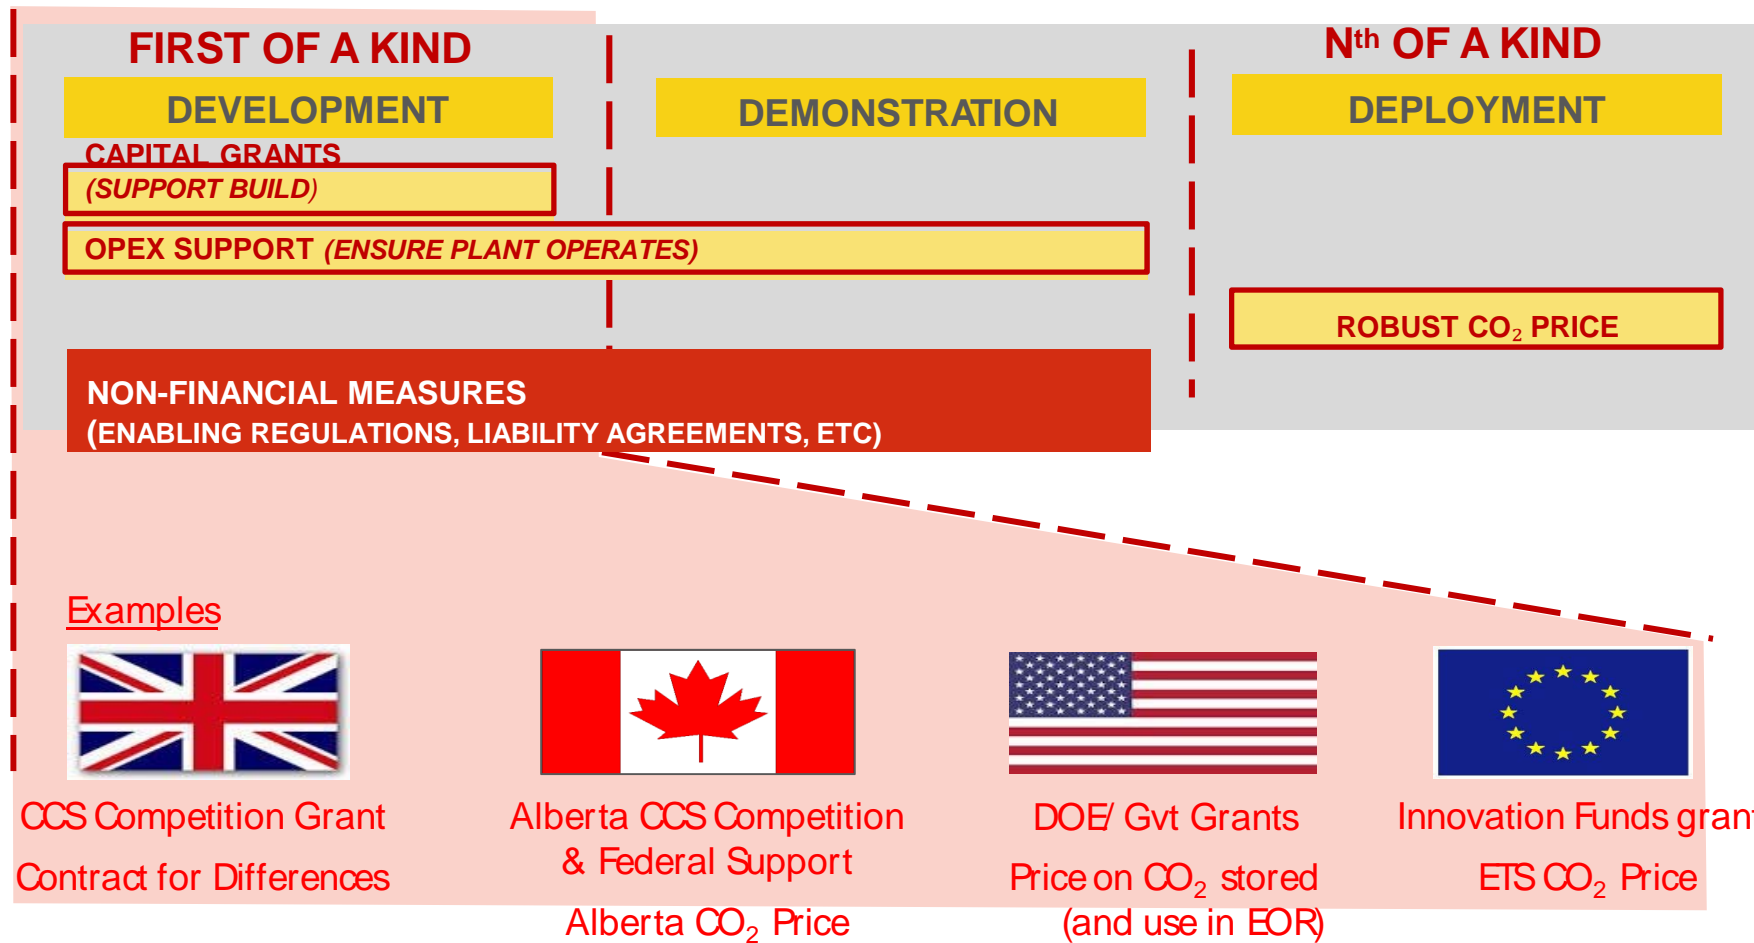 FIRST OF A KIND
Nth OF A KIND
DEVELOPMENT
DEMONSTRATION
DEPLOYMENT
CAPITAL GRANTS
(SUPPORT BUILD)
OPEX SUPPORT (ENSURE PLANT OPERATES)
ROBUST CO₂ PRICE
NON-FINANCIAL MEASURES
(ENABLING REGULATIONS, LIABILITY AGREEMENTS, ETC)
Examples
CCS Competition Grant
Contract for Differences
Alberta CCS Competition
& Federal Support
Alberta CO₂ Price
DOE/ Gvt Grants
Price on CO₂ stored
(and use in EOR)
Innovation Funds grant
ETS CO₂ Price